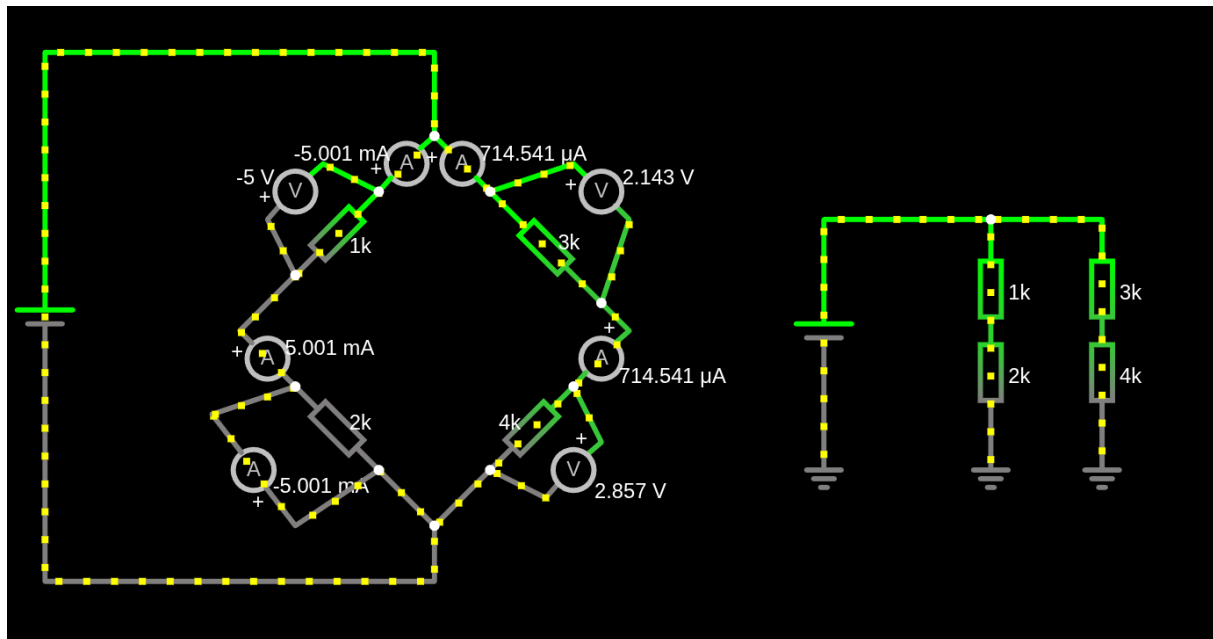 -5.001 mA
+
A
+
A
714.541 μA
-5 V
+
V
+
V
2.143 V
1k
3k
1k
3k
+
A
5.001 mA
+
A
714.541 μA
2k
4k
2k
4k
A
-5.001 mA
+
+
V
2.857 V